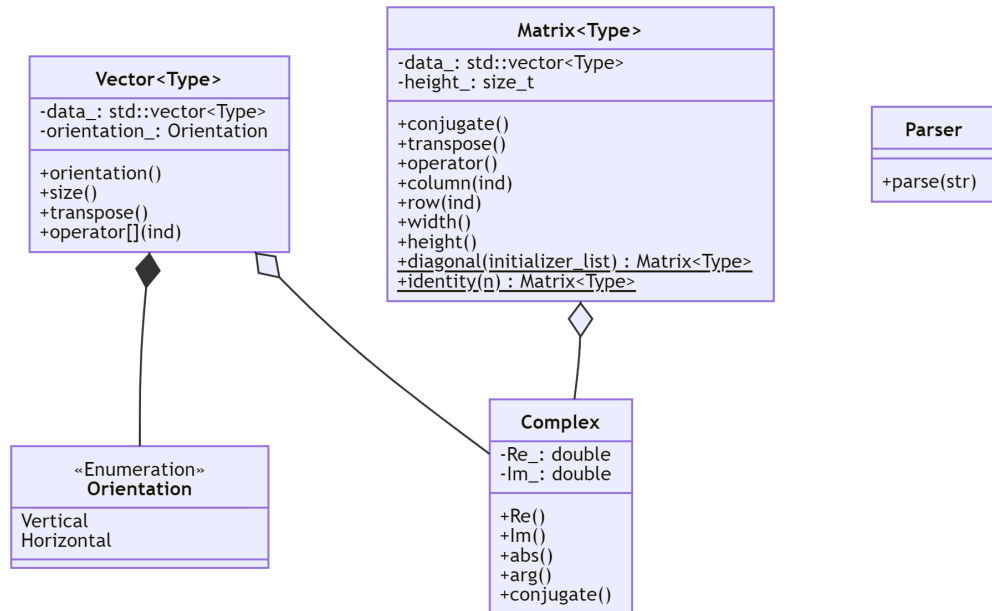 Vector<Type>
-data_: std::vector<Type>
-orientation_: Orientation
+orientation()
+size()
+transpose()
+operator[](ind)
Matrix<Type>
-data_: std::vector<Type>
-height_: size_t
+conjugate()
+transpose()
+operator()
+column(ind)
+row(ind)
+width()
+height()
+diagonal(initializer_list) : Matrix<Type>
+identity(n) : Matrix<Type>
Parser
+parse(str)
«Enumeration»
Orientation
Vertical
Horizontal
Complex
-Re_: double
-Im_: double
+Re()
+Im()
+abs()
+arg()
+conjugate()